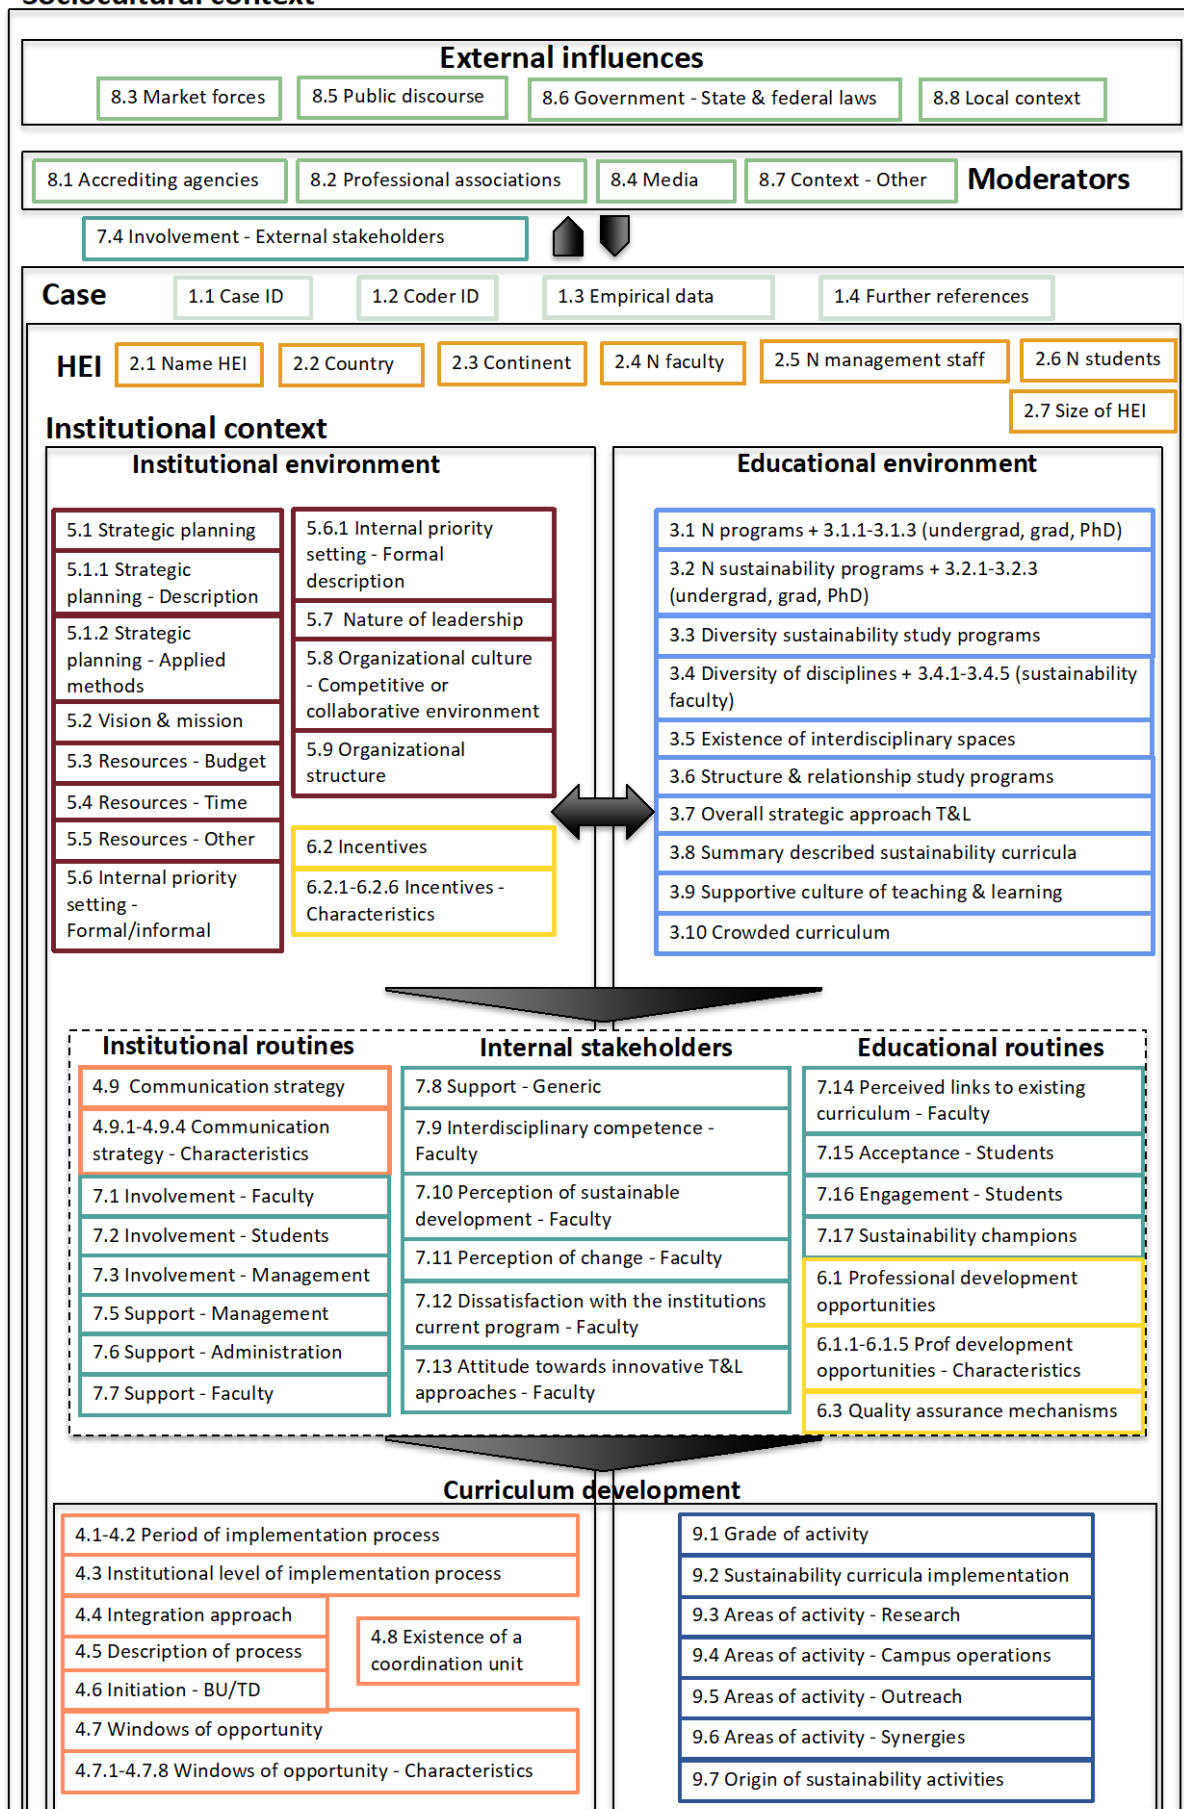 Sociocultural context
External influences
8.3 Market forces
8.5 Public discourse
8.6 Government - State & federal laws
8.8 Local context
8.1 Accrediting agencies
8.2 Professional associations
8.4 Media
8.7 Context - Other
Moderators
7.4 Involvement - External stakeholders
Case
1.1 Case ID
1.2 Coder ID
1.3 Empirical data
1.4 Further references
HEI
2.1 Name HEI
2.2 Country
2.3 Continent
2.4 N faculty
2.5 N management staff
2.6 N students
2.7 Size of HEI
Institutional context
Institutional environment
5.1 Strategic planning
5.1.1 Strategic
planning - Description
5.1.2 Strategic
planning - Applied
methods
5.2 Vision & mission
5.3 Resources - Budget
5.4 Resources - Time
5.5 Resources - Other
5.6 Internal priority
setting -
Formal/informal
5.6.1 Internal priority
setting - Formal
description
5.7 Nature of leadership
5.8 Organizational culture
- Competitive or
collaborative environment
5.9 Organizational
structure
6.2 Incentives
6.2.1-6.2.6 Incentives -
Characteristics
Educational environment
3.1 N programs + 3.1.1-3.1.3 (undergrad, grad, PhD)
3.2 N sustainability programs + 3.2.1-3.2.3
(undergrad, grad, PhD)
3.3 Diversity sustainability study programs
3.4 Diversity of disciplines + 3.4.1-3.4.5 (sustainability
faculty)
3.5 Existence of interdisciplinary spaces
3.6 Structure & relationship study programs
3.7 Overall strategic approach T&L
3.8 Summary described sustainability curricula
3.9 Supportive culture of teaching & learning
3.10 Crowded curriculum
Institutional routines
4.9 Communication strategy
4.9.1-4.9.4 Communication
strategy - Characteristics
7.1 Involvement - Faculty
7.2 Involvement - Students
7.3 Involvement - Management
7.5 Support - Management
7.6 Support - Administration
7.7 Support - Faculty
Internal stakeholders
7.8 Support - Generic
7.9 Interdisciplinary competence -
Faculty
7.10 Perception of sustainable
development - Faculty
7.11 Perception of change - Faculty
7.12 Dissatisfaction with the institutions
current program - Faculty
7.13 Attitude towards innovative T&L
approaches - Faculty
Educational routines
7.14 Perceived links to existing
curriculum - Faculty
7.15 Acceptance - Students
7.16 Engagement - Students
7.17 Sustainability champions
6.1 Professional development
opportunities
6.1.1-6.1.5 Prof development
opportunities - Characteristics
6.3 Quality assurance mechanisms
Curriculum development
4.1-4.2 Period of implementation process
4.3 Institutional level of implementation process
4.4 Integration approach
4.5 Description of process
4.6 Initiation - BU/TD
4.8 Existence of a
coordination unit
4.7 Windows of opportunity
4.7.1-4.7.8 Windows of opportunity - Characteristics
9.1 Grade of activity
9.2 Sustainability curricula implementation
9.3 Areas of activity - Research
9.4 Areas of activity - Campus operations
9.5 Areas of activity - Outreach
9.6 Areas of activity - Synergies
9.7 Origin of sustainability activities